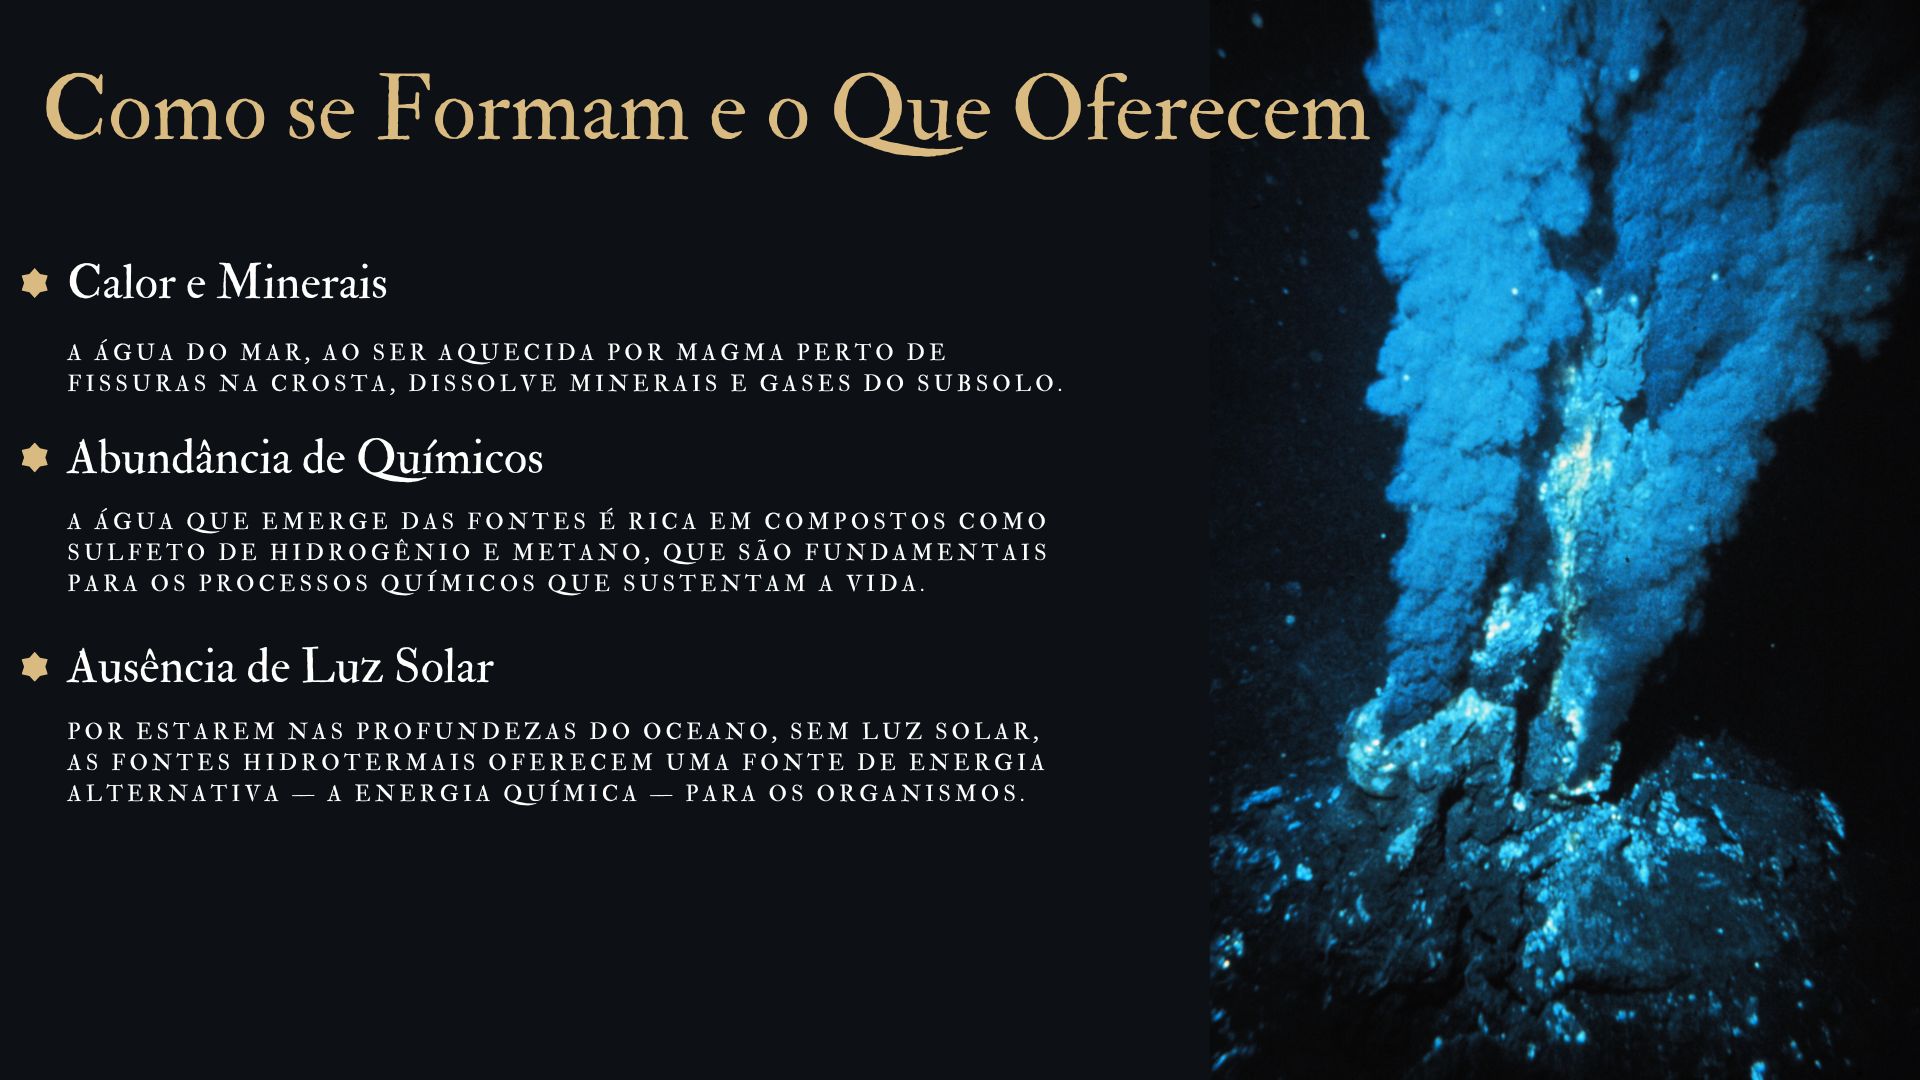 Como se Formam e o Que Oferecem
Calor e Minerais
A ÁGUA DO MAR, AO SER AQUECIDA POR MAGMA PERTO DE
FISSURAS NA CROSTA, DISSOLVE MINERAIS E GASES DO SUBSOLO.
Abundância de Químicos
A ÁGUA QUE EMERGE DAS FONTES É RICA EM COMPOSTOS COMO
SULFETO DE HIDROGÊNIO E METANO, QUE SÃO FUNDAMENTAIS
PARA OS PROCESSOS QUÍMICOS QUE SUSTENTAM A VIDA.
Ausência de Luz Solar
POR ESTAREM NAS PROFUNDEZAS DO OCEANO, SEM LUZ SOLAR,
AS FONTES HIDROTERMAIS OFERECEM UMA FONTE DE ENERGIA
ALTERNATIVA — A ENERGIA QUÍMICA — PARA OS ORGANISMOS.